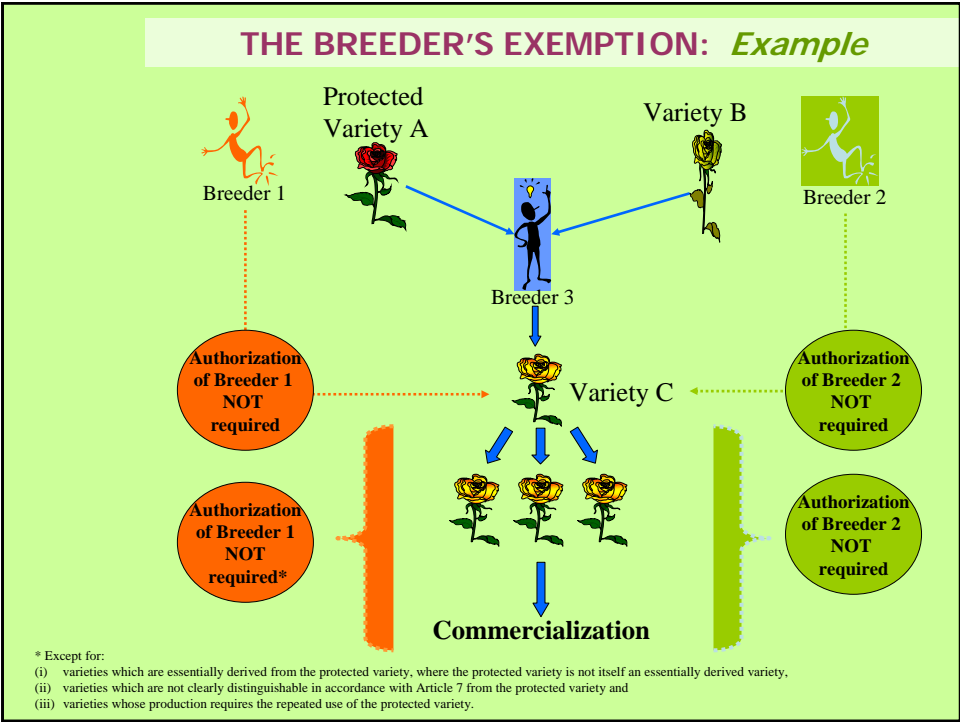 THE BREEDER'S EXEMPTION: Example
Protected
Variety A
Variety B
Breeder 1
Breeder 2
Breeder 3
Authorization
of Breeder 1
NOT
required
Variety C
Authorization
of Breeder 2
NOT
required
Authorization
of Breeder 1
NOT
required*
Authorization
of Breeder 2
NOT
required
Commercialization
* Except for:
(i) varieties which are essentially derived from the protected variety, where the protected variety is not itself an essentially derived variety,
(ii) varieties which are not clearly distinguishable in accordance with Article 7 from the protected variety and
(iii) varieties whose production requires the repeated use of the protected variety.